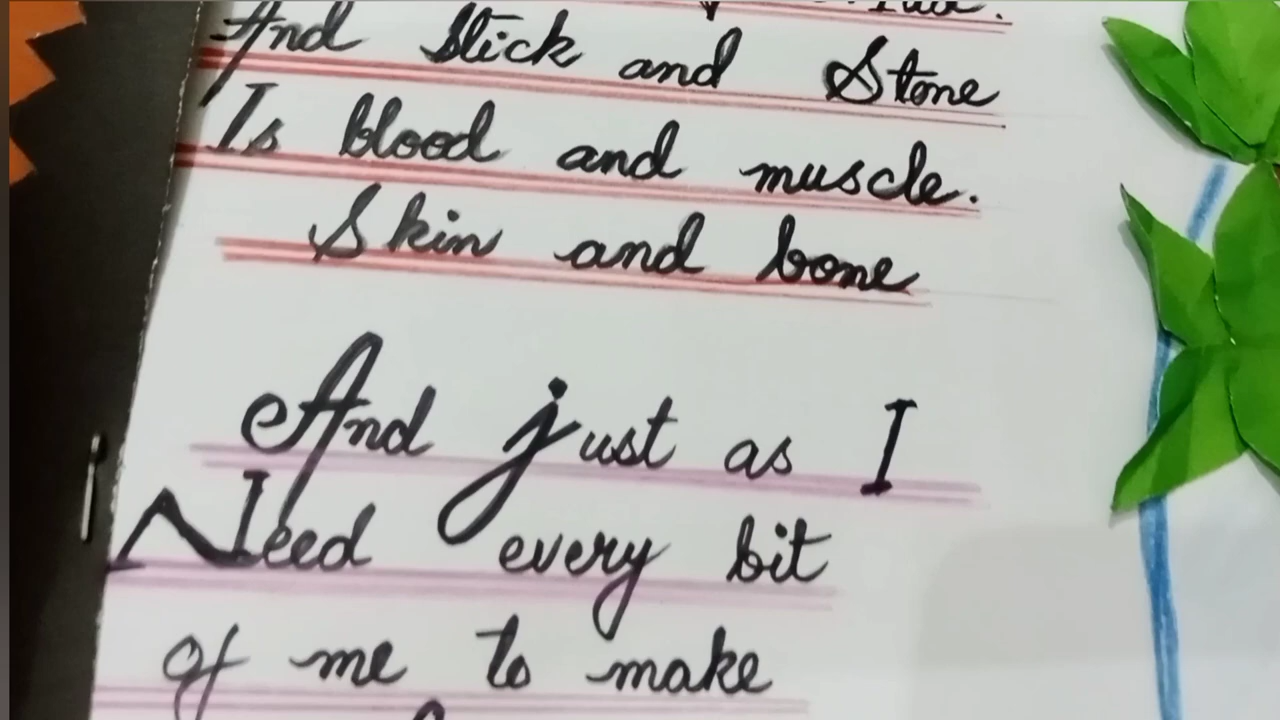 And Stick and Stone
Is blood and muscle.
Skin and bone
And just as I
Need every bit
of me to make